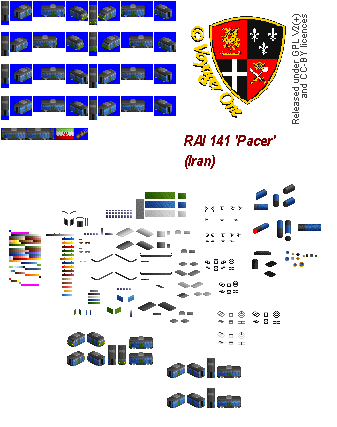 © Voyager One
Released under GPL v2(+)
and CC-BY licences
RAI 141 'Pacer'
(Iran)